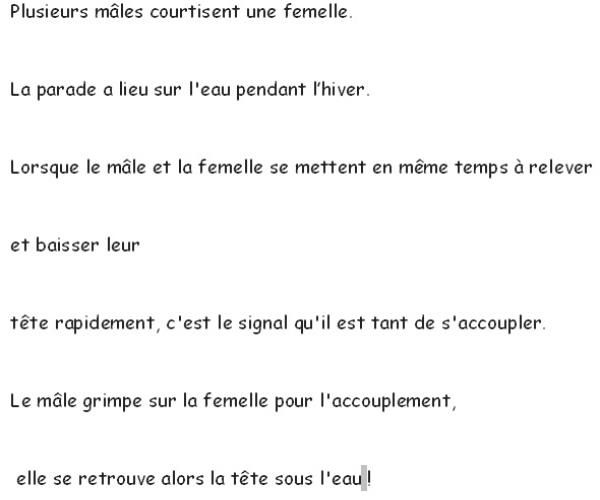 Plusieurs mâles courtisent une femelle.
La parade a lieu sur l'eau pendant l'hiver.
Lorsque le mâle et la femelle se mettent en même temps à relever
et baisser leur
tête rapidement, c'est le signal qu'il est tant de s'accoupler.
Le mâle grimpe sur la femelle pour l'accouplement,
elle se retrouve alors la tête sous l'eau !